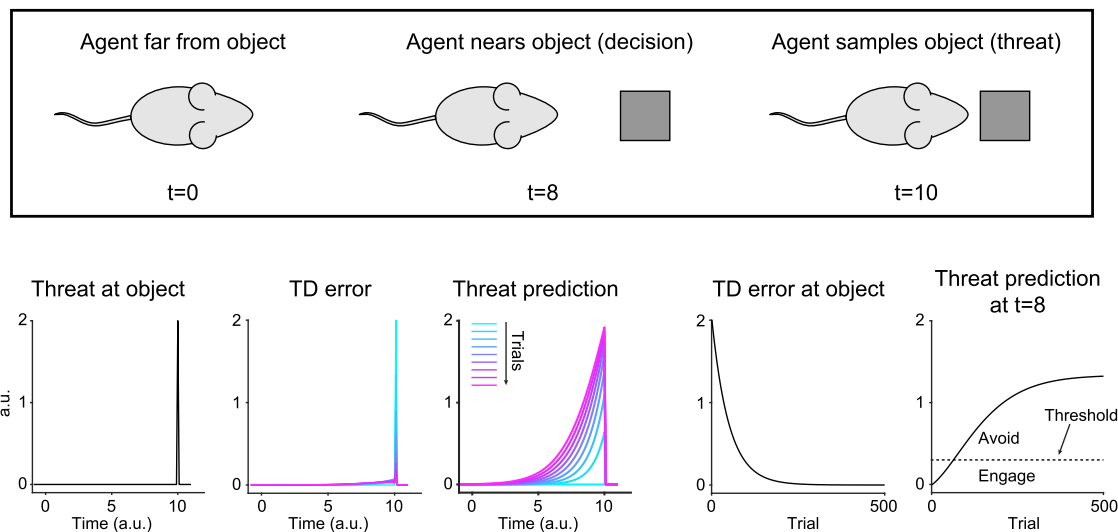 Agent far from object
Agent nears object (decision)
Agent samples object (threat)
t=0
t=8
t=10
Threat at object
TD error
Threat prediction
TD error at object
Threat prediction
at t=8
a.u.
2
1
0
0
5
10
Time (a.u.)
2
1
0
0
5
10
Time (a.u.)
2
1
0
Trials
0
5
10
Time (a.u.)
2
1
0
0
500
Trial
2
1
0
Threshold
Avoid
Engage
0
500
Trial